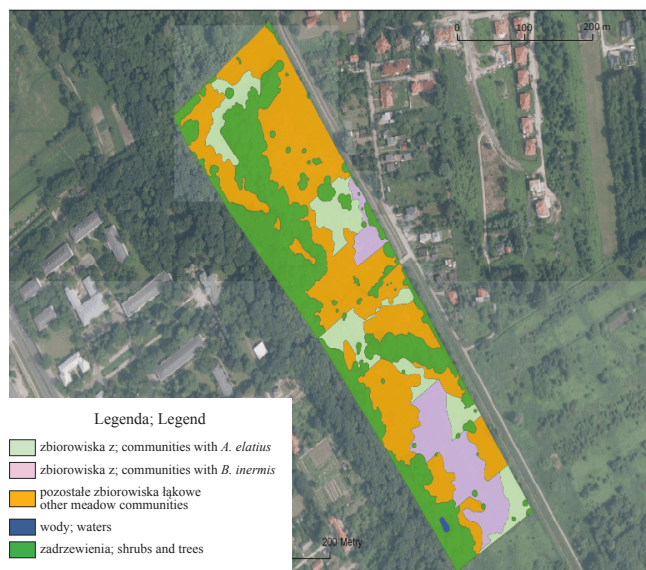 0 100 200 m
Legenda; Legend
zbiorowiska z; communities with A. elatius
zbiorowiska z; communities with B. inermis
pozostałe zbiorowiska łąkowe
other meadow communities
wody; waters
zadrzewienia; shrubs and trees
200 Metry